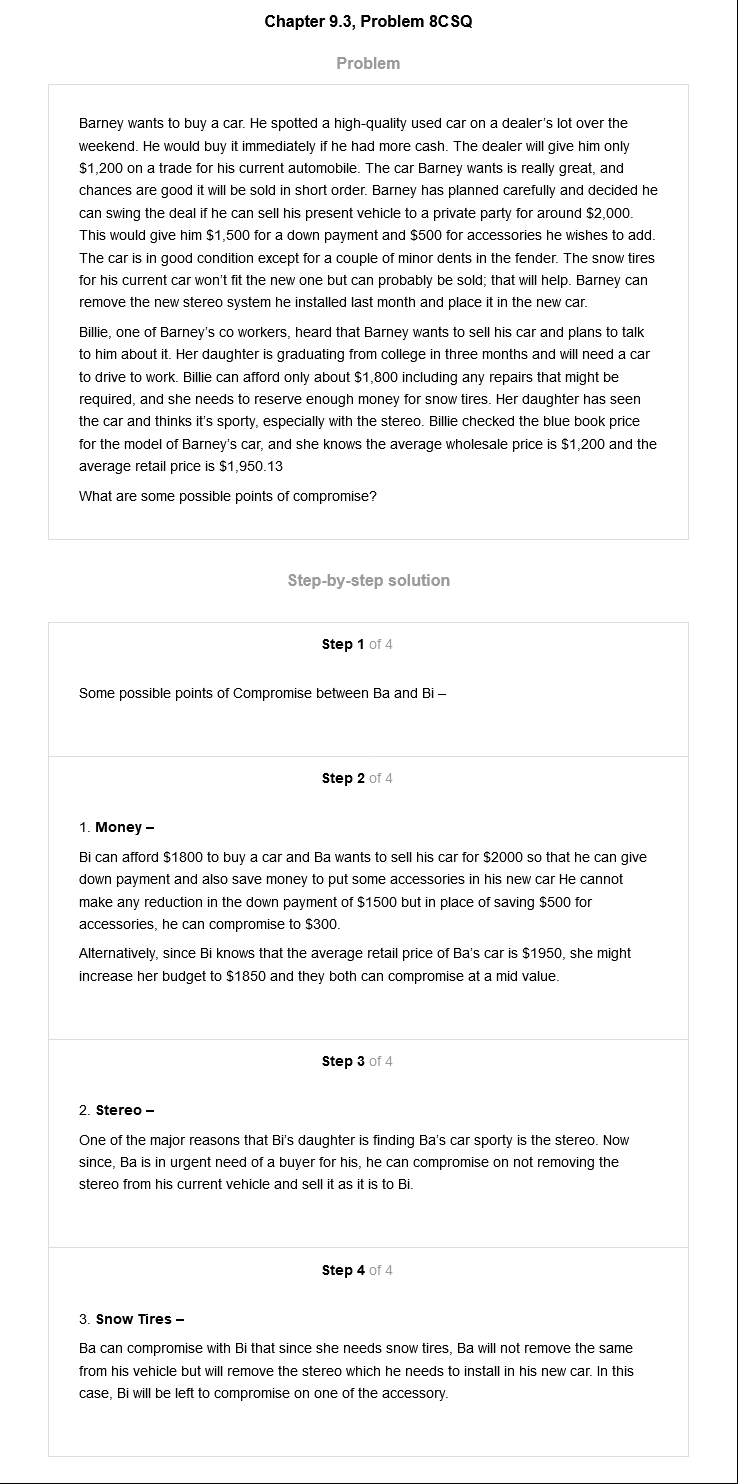 Chapter 9.3, Problem 8CSQ
Problem
Barney wants to buy a car. He spotted a high-quality used car on a dealer’s lot over the
weekend. He would buy it immediately if he had more cash. The dealer will give him only
$1,200 on a trade for his current automobile. The car Barney wants is really great, and
chances are good it will be sold in short order. Barney has planned carefully and decided he
can swing the deal if he can sell his present vehicle to a private party for around $2,000.
This would give him $1,500 for a down payment and $500 for accessories he wishes to add.
The car is in good condition except for a couple of minor dents in the fender. The snow tires
for his current car won’t fit the new one but can probably be sold; that will help. Barney can
remove the new stereo system he installed last month and place it in the new car.
Billie, one of Barney’s co workers, heard that Barney wants to sell his car and plans to talk
to him about it. Her daughter is graduating from college in three months and will need a car
to drive to work. Billie can afford only about $1,800 including any repairs that might be
required, and she needs to reserve enough money for snow tires. Her daughter has seen
the car and thinks it’s sporty, especially with the stereo. Billie checked the blue book price
for the model of Barney’s car, and she knows the average wholesale price is $1,200 and the
average retail price is $1,950.13
What are some possible points of compromise?
Step-by-step solution
Step 1 of 4
Some possible points of Compromise between Ba and Bi –
Step 2 of 4
1. Money –
Bi can afford $1800 to buy a car and Ba wants to sell his car for $2000 so that he can give
down payment and also save money to put some accessories in his new car He cannot
make any reduction in the down payment of $1500 but in place of saving $500 for
accessories, he can compromise to $300.
Alternatively, since Bi knows that the average retail price of Ba’s car is $1950, she might
increase her budget to $1850 and they both can compromise at a mid value.
Step 3 of 4
2. Stereo –
One of the major reasons that Bi’s daughter is finding Ba’s car sporty is the stereo. Now
since, Ba is in urgent need of a buyer for his, he can compromise on not removing the
stereo from his current vehicle and sell it as it is to Bi.
Step 4 of 4
3. Snow Tires –
Ba can compromise with Bi that since she needs snow tires, Ba will not remove the same
from his vehicle but will remove the stereo which he needs to install in his new car. In this
case, Bi will be left to compromise on one of the accessory.